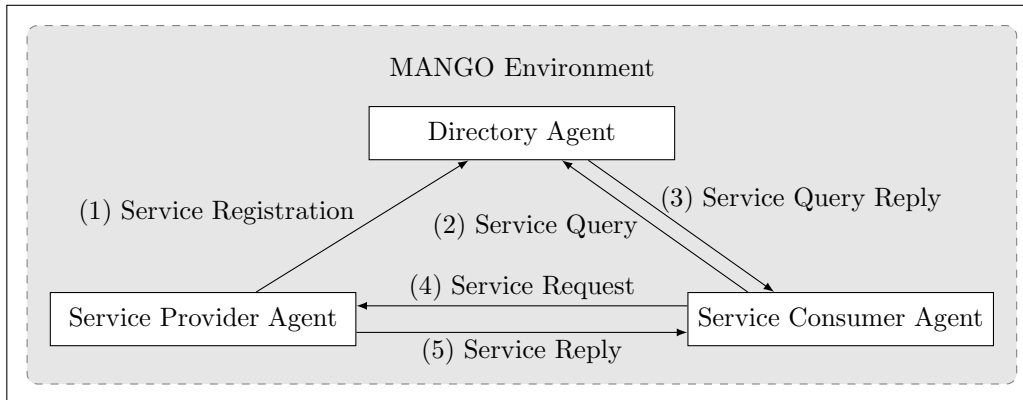 MANGO Environment
Directory Agent
(1) Service Registration
(2) Service Query
(3) Service Query Reply
(4) Service Request
Service Provider Agent
Service Consumer Agent
(5) Service Reply